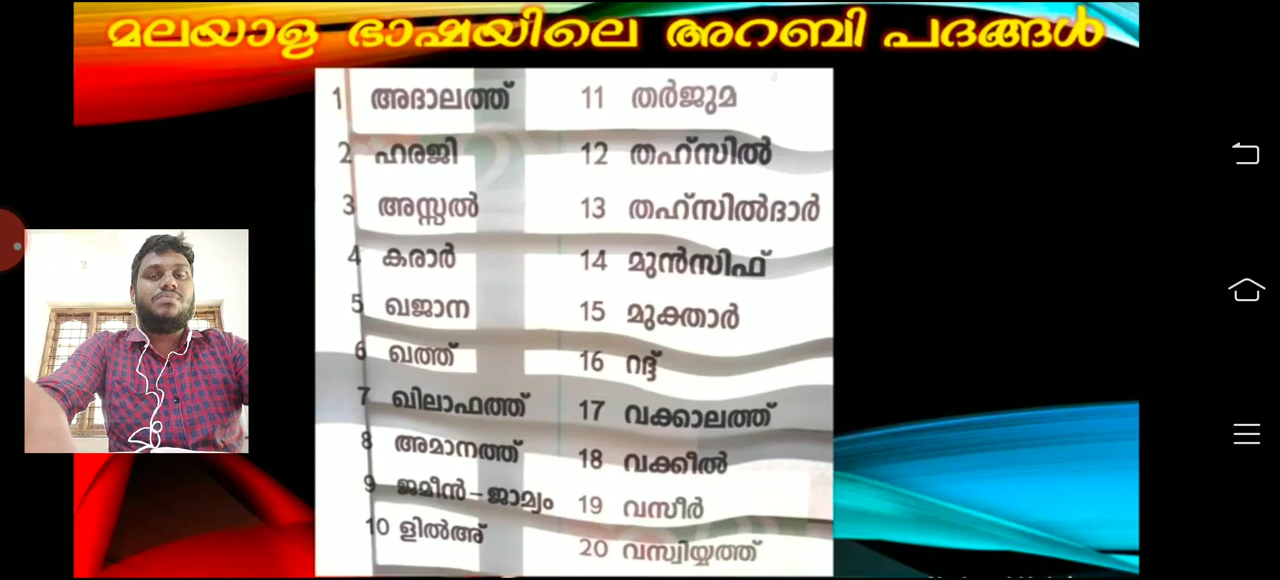 മലയാള ഭാഷയിലെ അറബി പദങ്ങൾ
1 അദാലത്ത്
2 ഹരജി
3 അസ്സൽ
4 കരാർ
5 ഖജാന
6 ഖത്ത്
7 ഖിലാഫത്ത്
8 അമാനത്ത്
9 ജമീൻ-ജാമ്യം
10 ളിൽഅ്
11 തർജുമ
12 തഹ്സിൽ
13 തഹ്സിൽദാർ
14 മുൻസിഫ്
15 മുക്താർ
16 റദ്ദ്
17 വക്കാലത്ത്
18 വക്കീൽ
19 വസീർ
20 വസ്വിയ്യത്ത്